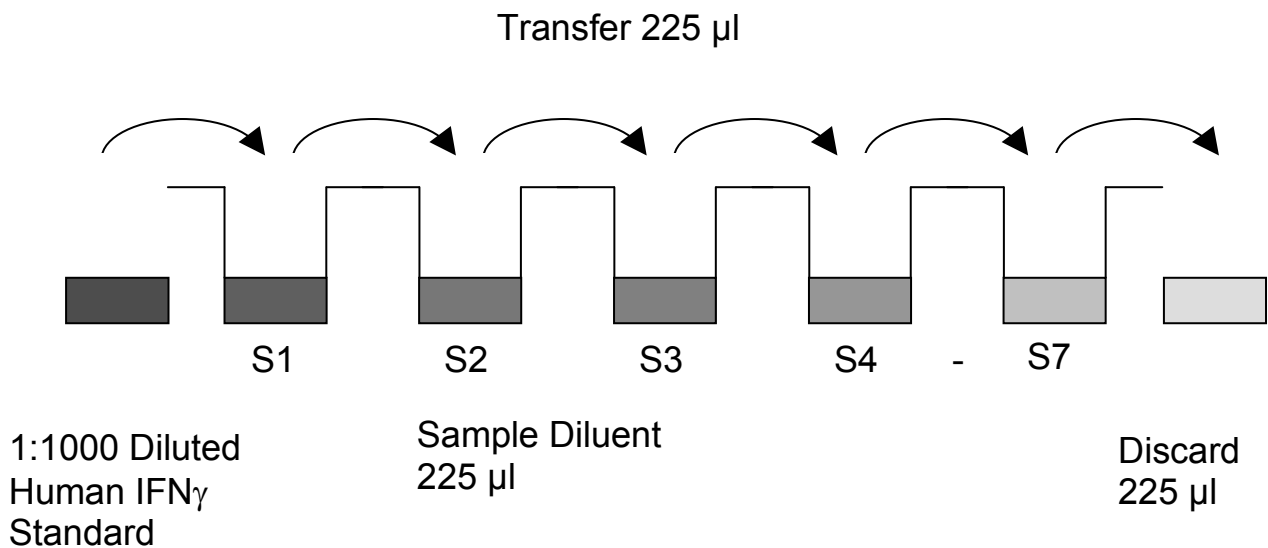 Transfer 225 µl
S1 S2 S3 S4 - S7
1:1000 Diluted
Human IFNγ
Standard
Sample Diluent
225 µl
Discard
225 µl